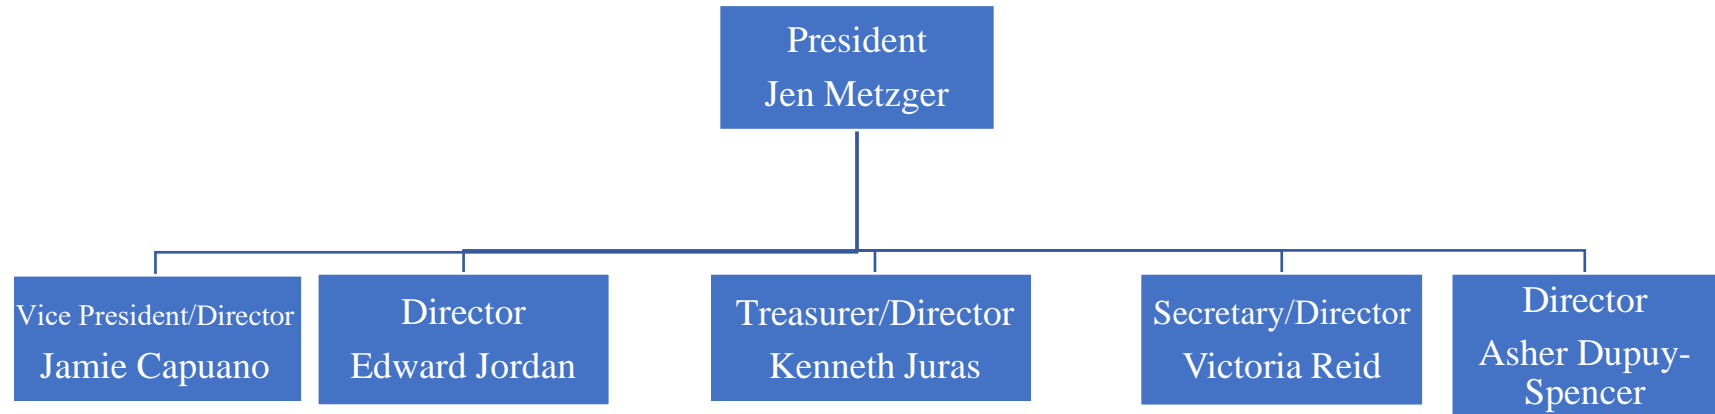 President
Jen Metzger
Vice President/Director
Jamie Capuano
Director
Edward Jordan
Treasurer/Director
Kenneth Juras
Secretary/Director
Victoria Reid
Director
Asher Dupuy-
Spencer